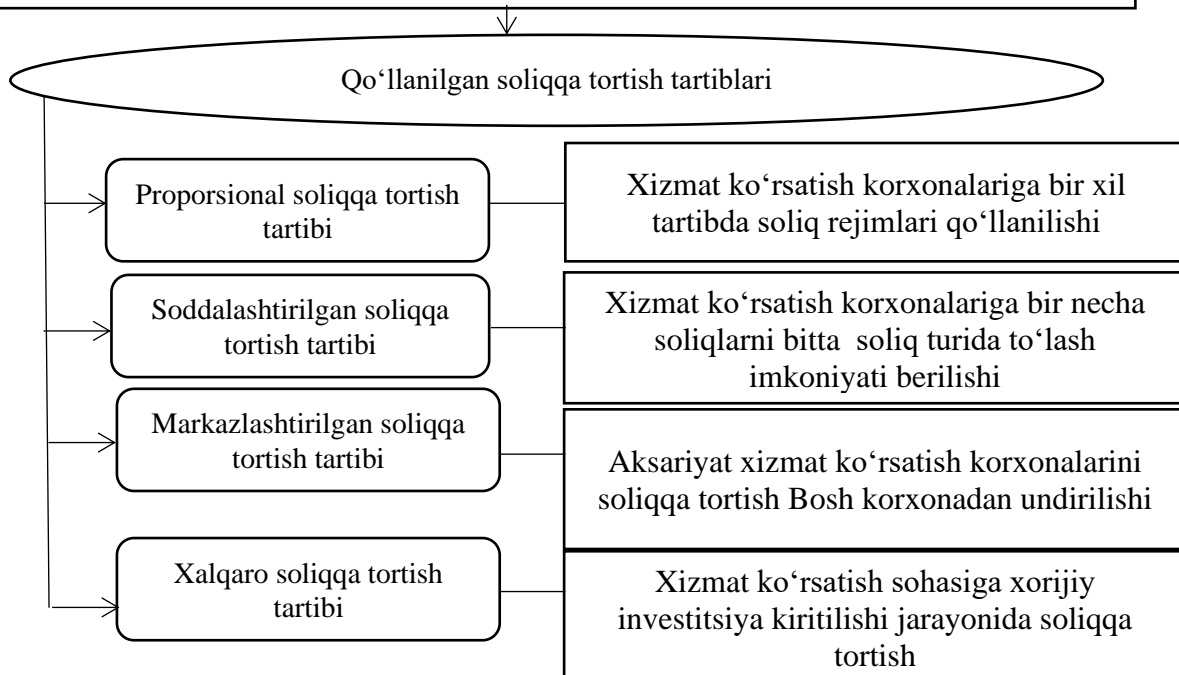 Qo‘llanilgan soliqqa tortish tartiblari
Proporsional soliqqa tortish
tartibi
Xizmat ko‘rsatish korxonalariga bir xil
tartibda soliq rejimlari qo‘llanilishi
Soddalashtirilgan soliqqa
tortish tartibi
Xizmat ko‘rsatish korxonalariga bir necha
soliqlarni bitta soliq turida to‘lash
imkoniyati berilishi
Markazlashtirilgan soliqqa
tortish tartibi
Aksariyat xizmat ko‘rsatish korxonalarini
soliqqa tortish Bosh korxonadan undirilishi
Xalqaro soliqqa tortish
tartibi
Xizmat ko‘rsatish sohasiga xorijiy
investitsiya kiritilishi jarayonida soliqqa
tortish